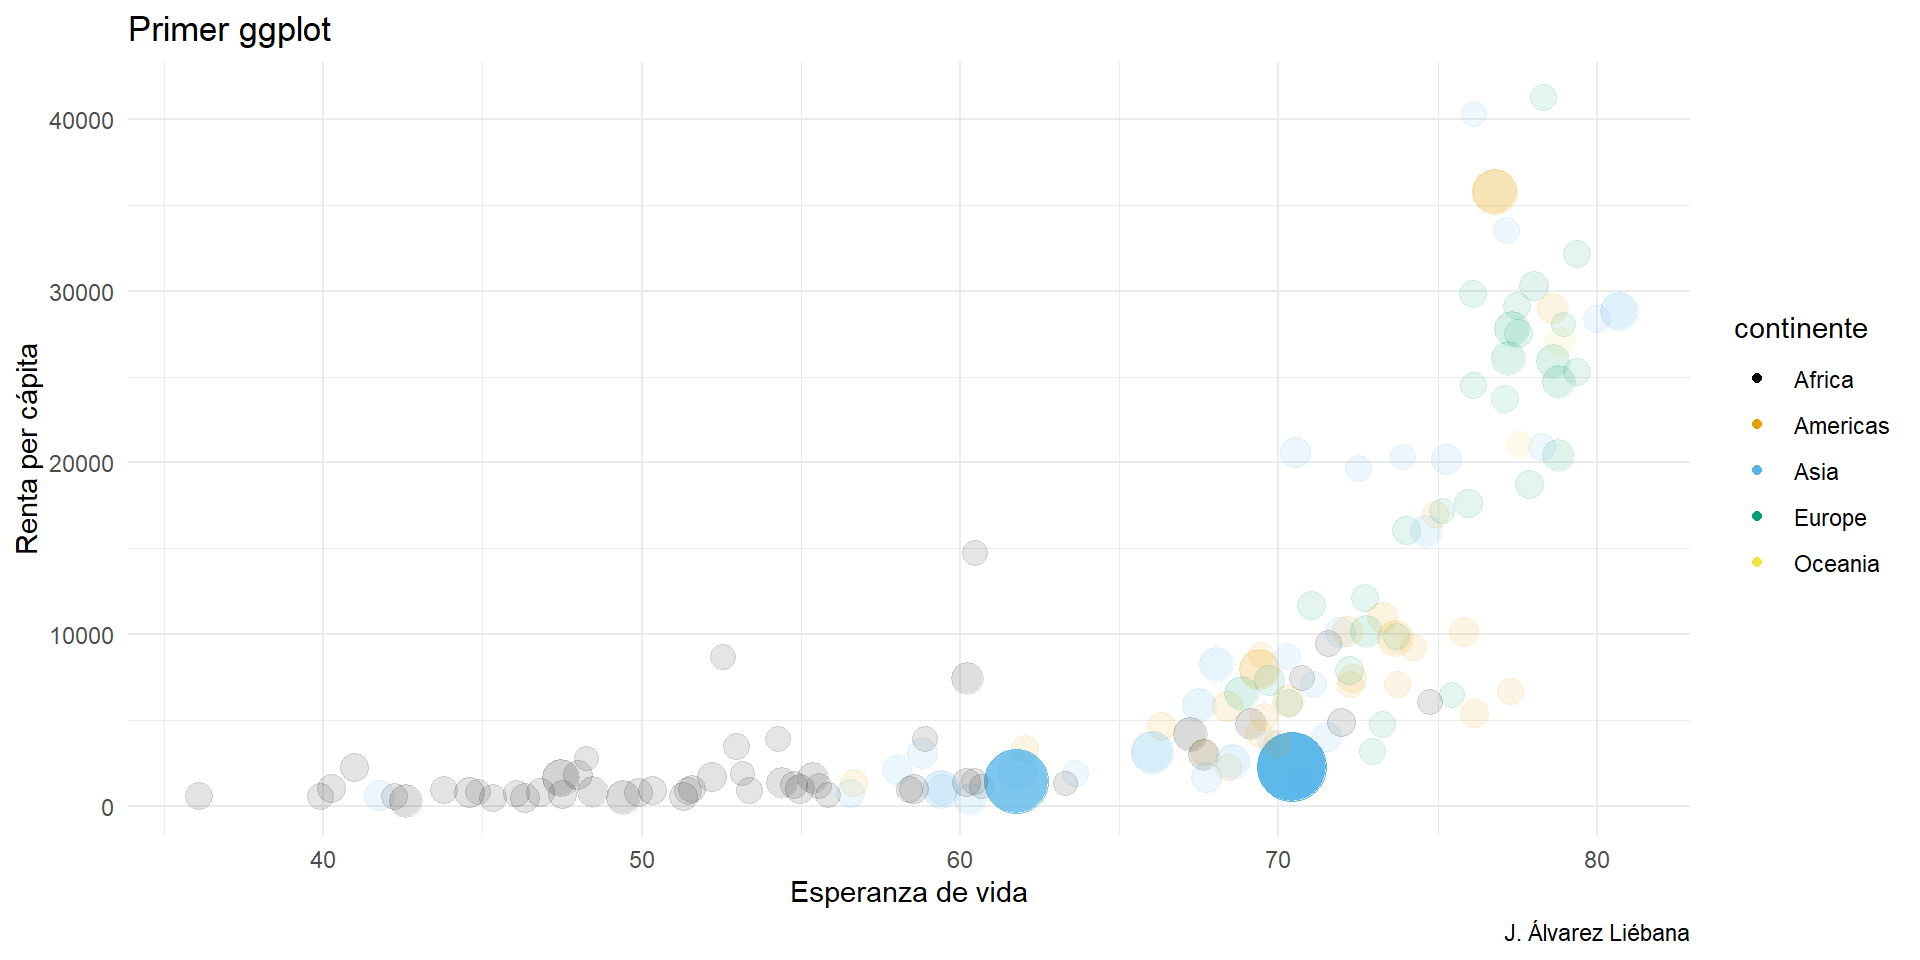 Primer ggplot
40000
30000
20000
10000
0
Renta per cápita
40
50
60
70
80
Esperanza de vida
continente
Africa
Americas
Asia
Europe
Oceania
J. Álvarez Liébana